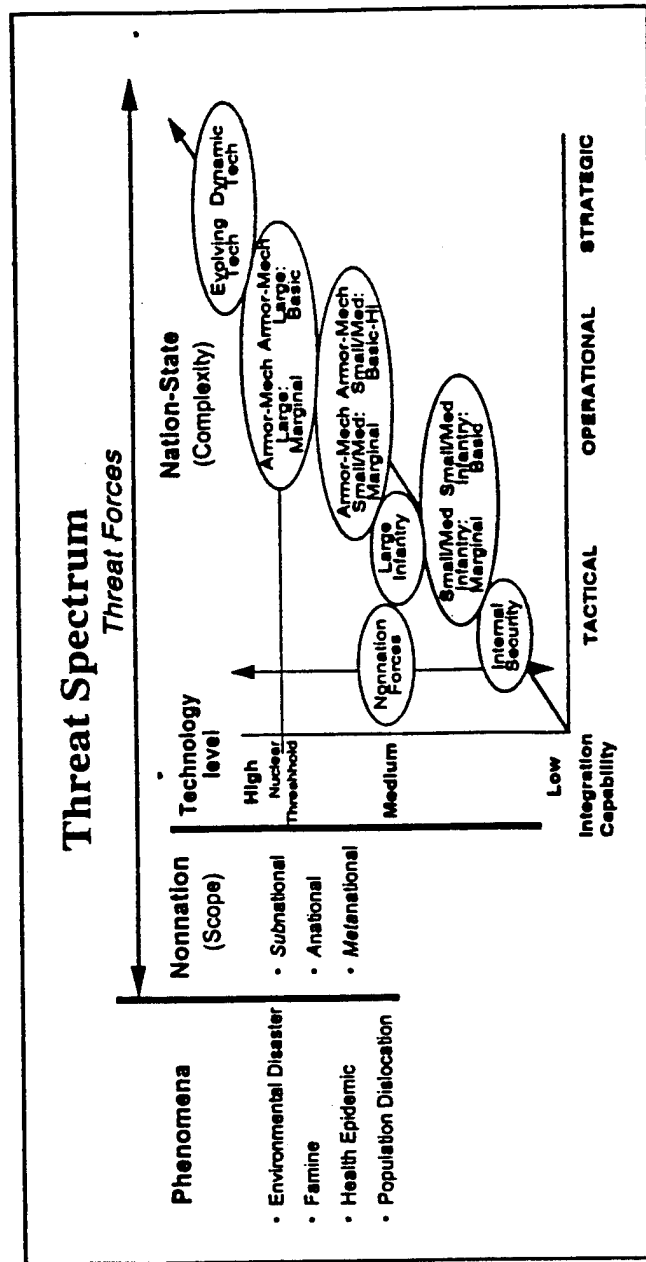 Threat Spectrum
Threat Forces
Phenomena
• Environmental Disaster
• Famine
• Health Epidemic
• Population Dislocation
Nonnation
(Scope)
• Subnational
• Anational
• Metanational
Technology
level
High
Nuclear
Threshhold
Medium
Low
Integration
Capability
Nation-State
(Complexity)
Evolving Dynamic
Tech Tech
Armor-Mech Armor-Mech
Large: Large:
Marginal Basic
Armor-Mech Armor-Mech
Small/Med: Small/Med:
Marginal Basic-HI
Large
Infantry
Nonnation
Forces
Small/Med Small/Med
Infantry: Infantry:
Marginal Basic
Internal
Security
TACTICAL
OPERATIONAL
STRATEGIC